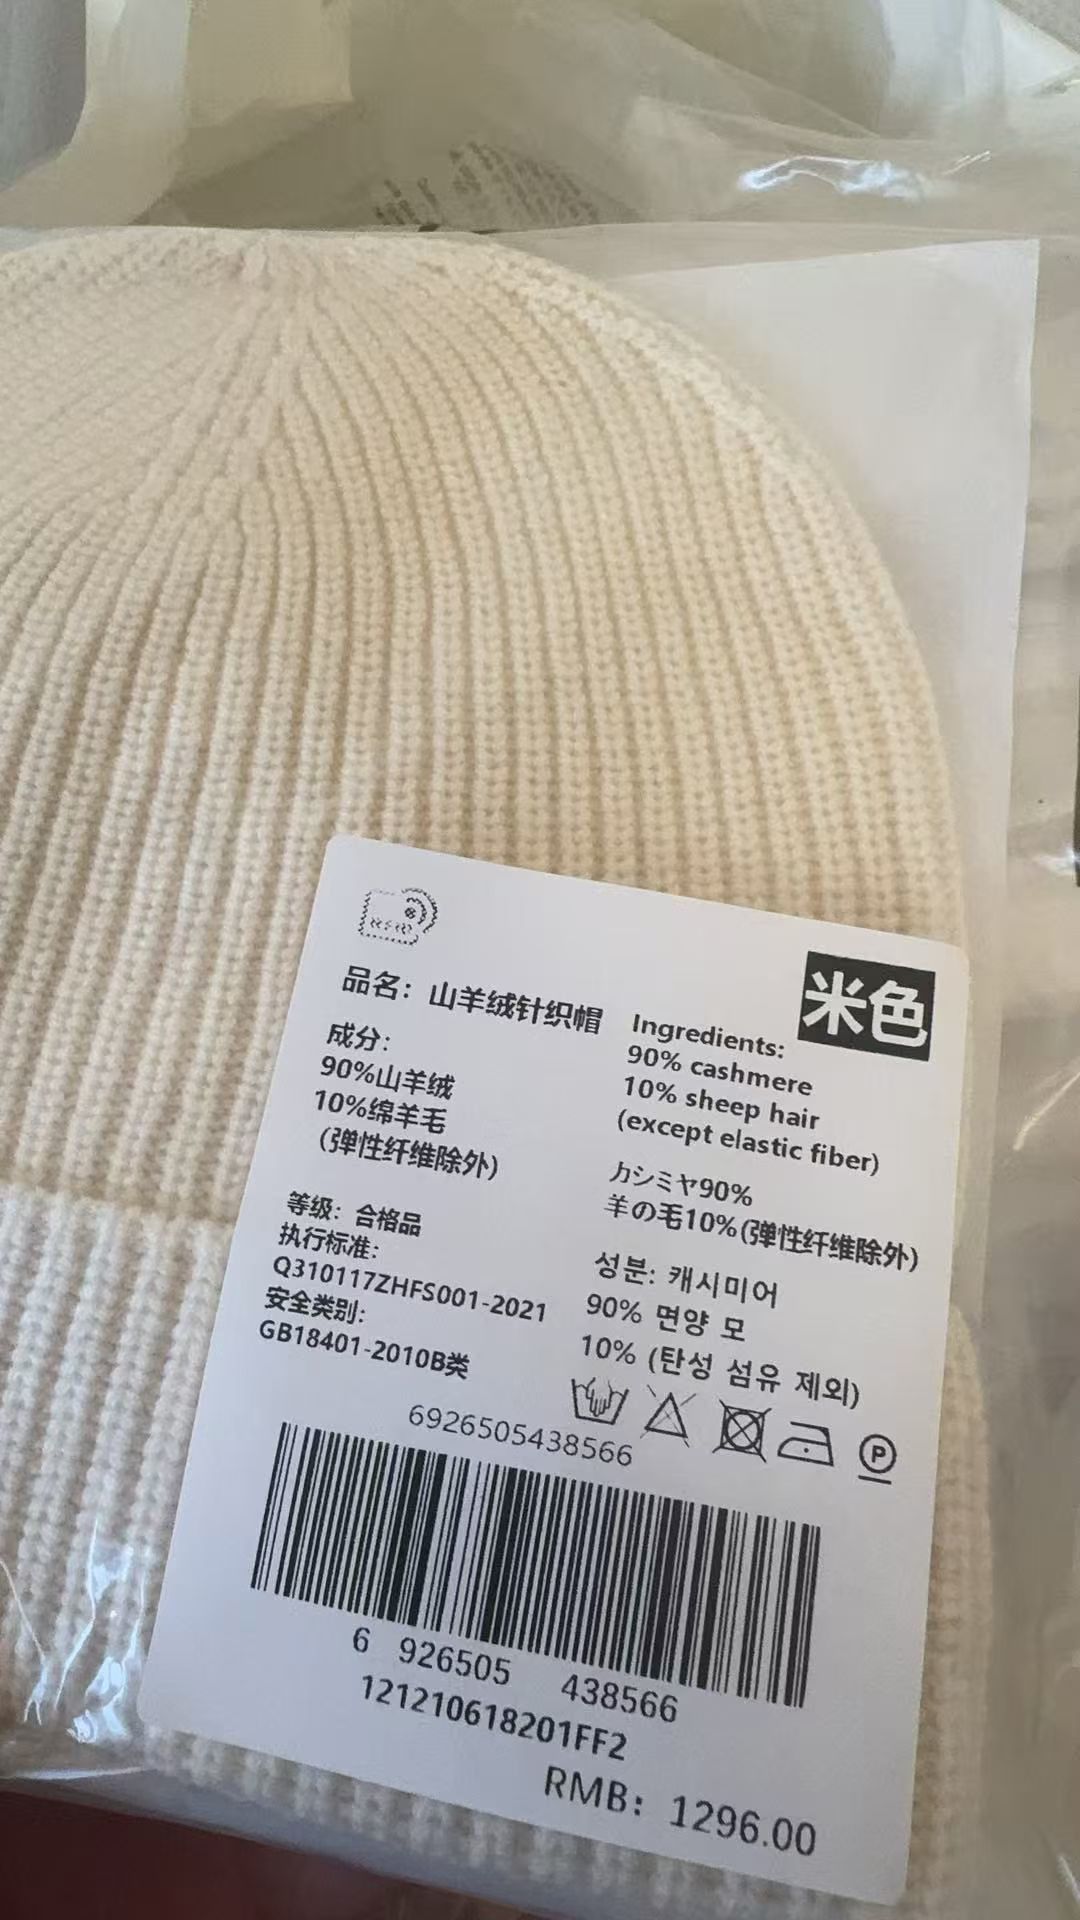 米色
品名：山羊绒针织帽
成分：
90%山羊绒
10%绵羊毛
（弹性纤维除外）
等级：合格品
执行标准：
Q310117ZHFS001-2021
安全类别：
GB18401-2010B类
Ingredients:
90% cashmere
10% sheep hair
(except elastic fiber)
カシミヤ90%
羊の毛10%(弹性纤维除外)
성분: 캐시미어
90% 면양 모
10% (탄성 섬유 제외)
P
6926505438566
6 926505 438566
121210618201FF2
RMB：1296.00